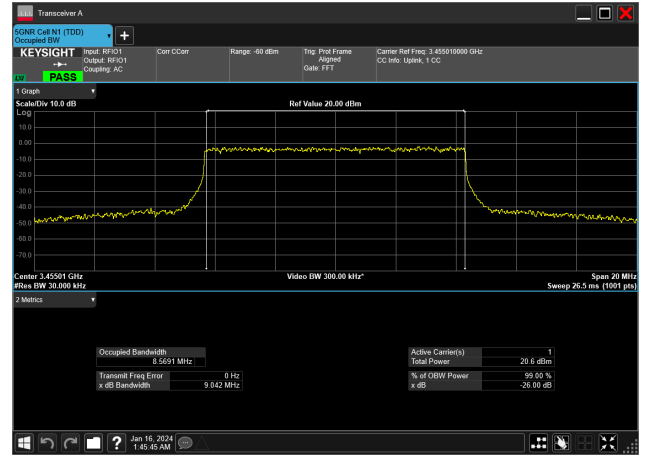 Transceiver A
5GNR Cell N1 (TDD)
Occupied BW
KEYSIGHT
LV PASS
Input: RFIO1
Output: RFIO1
Coupling: AC
Corr CCorr
Range: -60 dBm
Trig: Prot Frame
Aligned
Gate: FFT
Carrier Ref Freq: 3.455010000 GHz
CC Info: Uplink, 1 CC
1 Graph
Scale/Div 10.0 dB
Ref Value 20.00 dBm
Log
10.0
0.00
-10.0
-20.0
-30.0
-40.0
-50.0
-60.0
-70.0
Center 3.45501 GHz
Video BW 300.00 kHz*
Span 20 MHz
#Res BW 30.000 kHz
Sweep 26.5 ms (1001 pts)
2 Metrics
Occupied Bandwidth
8.5691 MHz
Transmit Freq Error 0 Hz
x dB Bandwidth 9.042 MHz
Active Carrier(s) 1
Total Power 20.6 dBm
% of OBW Power 99.00 %
x dB -26.00 dB
Jan 16, 2024
1:45:45 AM